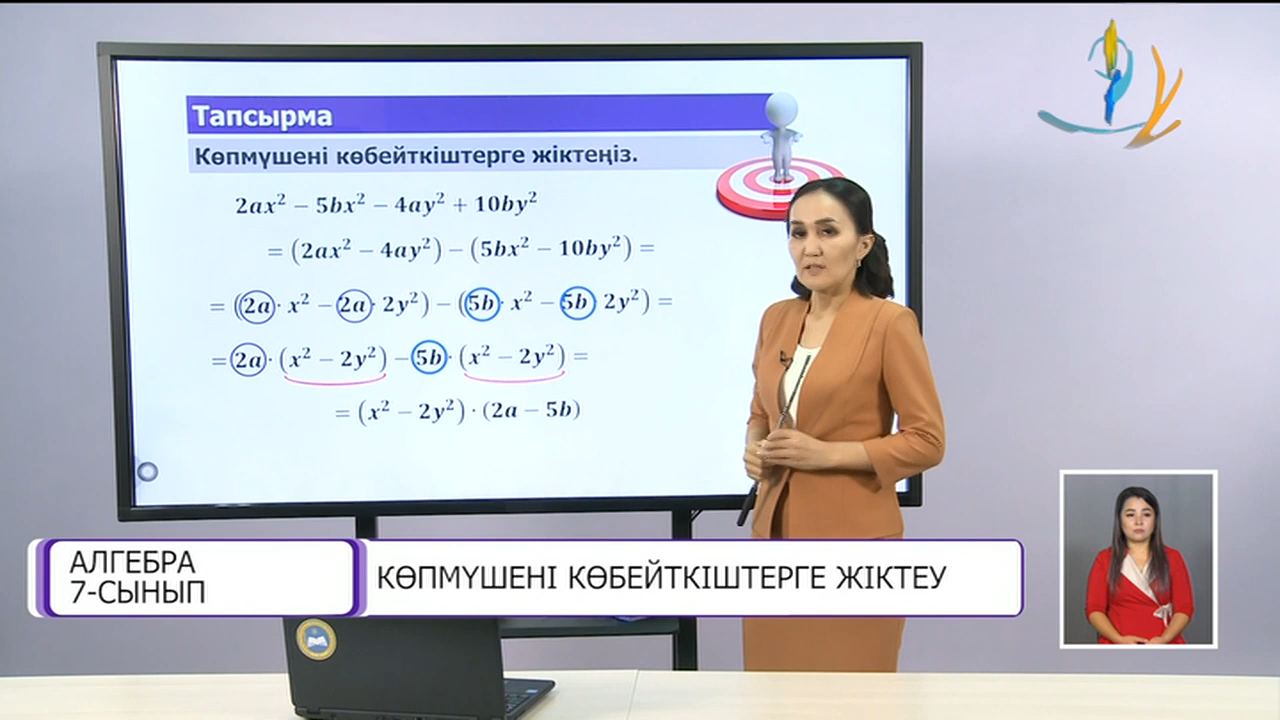 Тапсырма
Көпмүшені көбейткіштерге жіктеңіз.
2ax² − 5bx² − 4ay² + 10by²
= (2ax² − 4ay²) − (5bx² − 10by²) =
= ((2a · x² − 2a · 2y²) − ((5b · x² − 5b · 2y²) =
= 2a · (x² − 2y²) − 5b · (x² − 2y²) =
= (x² − 2y²) · (2a − 5b)
АЛГЕБРА
7-СЫНЫП
КӨПМҮШЕНІ КӨБЕЙТКІШТЕРГЕ ЖІКТЕУ